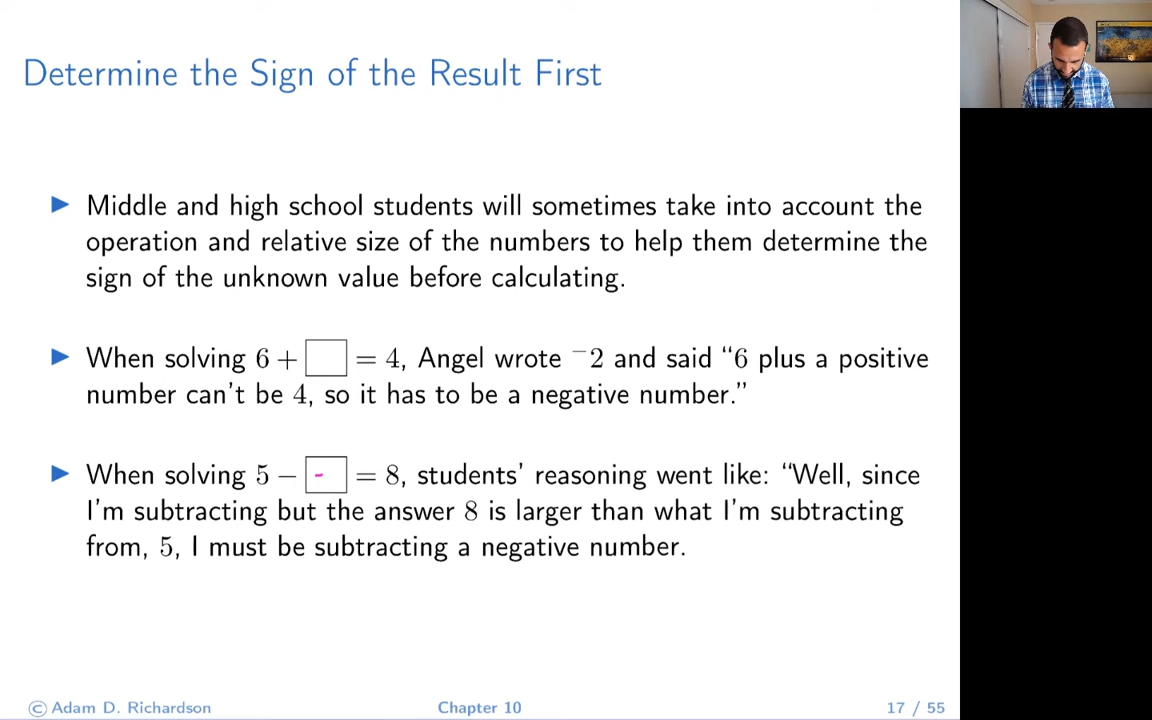 Determine the Sign of the Result First
▶ Middle and high school students will sometimes take into account the
operation and relative size of the numbers to help them determine the
sign of the unknown value before calculating.
▶ When solving 6 + □ = 4, Angel wrote ⁻2 and said “6 plus a positive
number can't be 4, so it has to be a negative number.”
▶ When solving 5 − [-] = 8, students' reasoning went like: “Well, since
I'm subtracting but the answer 8 is larger than what I'm subtracting
from, 5, I must be subtracting a negative number.
© Adam D. Richardson Chapter 10 17 / 55